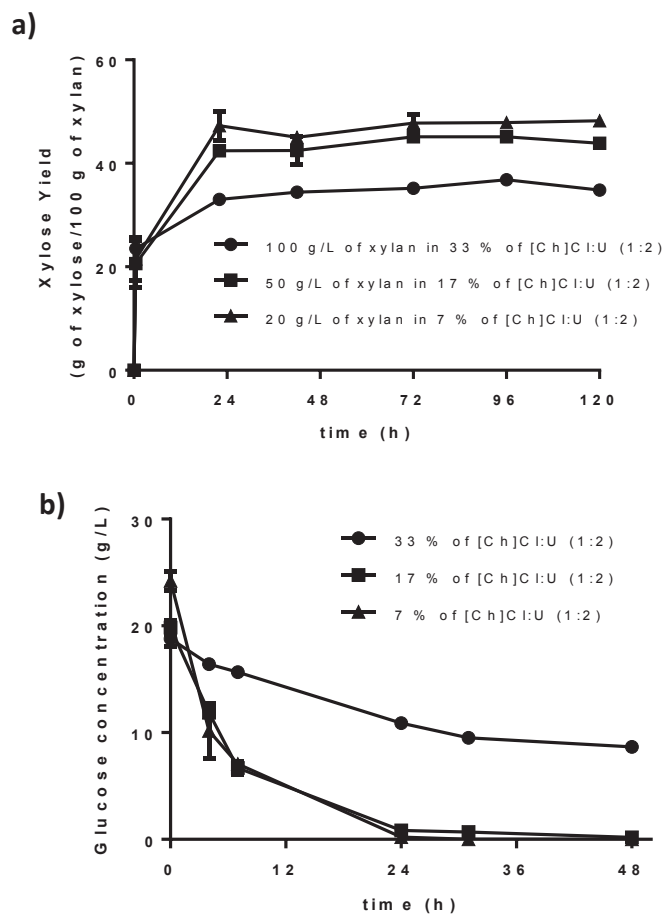 a)
60
40
20
0
Xylose Yield
(g of xylose/100 g of xylan)
100 g/L of xylan in 33 % of [Ch]Cl:U (1:2)
50 g/L of xylan in 17 % of [Ch]Cl:U (1:2)
20 g/L of xylan in 7 % of [Ch]Cl:U (1:2)
0 24 48 72 96 120
time (h)
b)
30
20
10
0
Glucose concentration (g/L)
33 % of [Ch]Cl:U (1:2)
17 % of [Ch]Cl:U (1:2)
7 % of [Ch]Cl:U (1:2)
0 12 24 36 48
time (h)